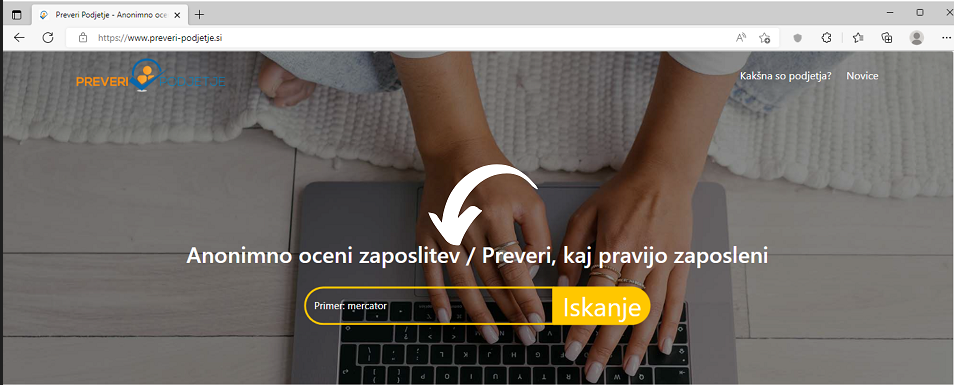 Preveri Podjetje - Anonimno oce
https://www.preveri-podjetje.si
PREVERI
Kakšna so podjetja?
Novice
Anonimno oceni zaposlitev / Preveri, kaj pravijo zaposleni
Primer: mercator
Iskanje